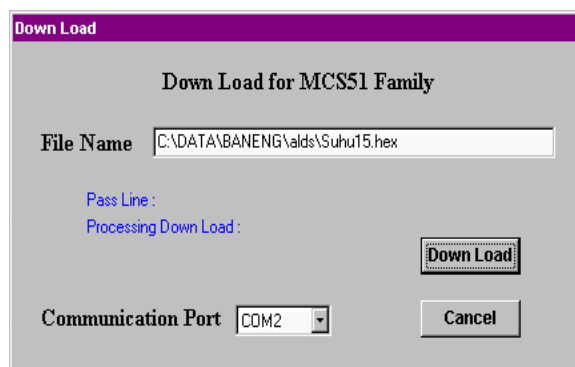 Down Load
Down Load for MCS51 Family
File Name C:\DATA\BANENG\alds\Suhu15.hex
Pass Line :
Processing Down Load :
Down Load
Communication Port COM2
Cancel